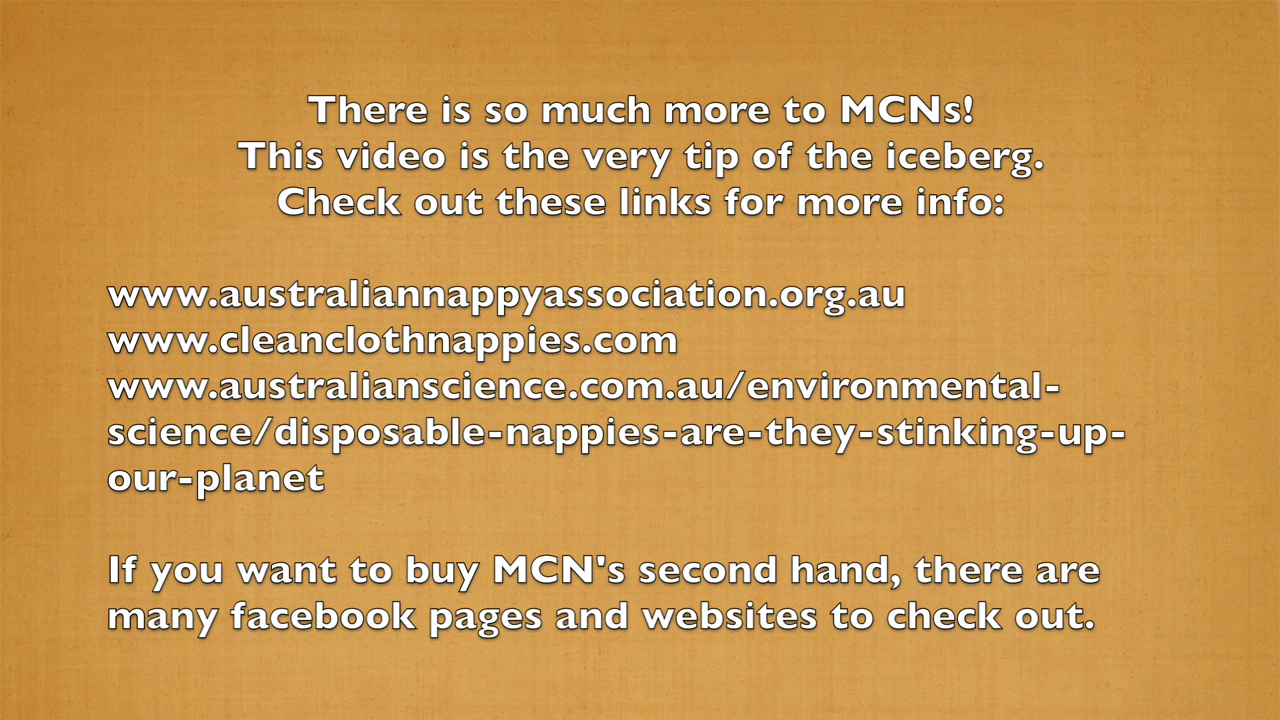 There is so much more to MCNs!
This video is the very tip of the iceberg.
Check out these links for more info:
www.australiannappyassociation.org.au
www.cleanclothnappies.com
www.australianscience.com.au/environmental-
science/disposable-nappies-are-they-stinking-up-
our-planet
If you want to buy MCN's second hand, there are
many facebook pages and websites to check out.